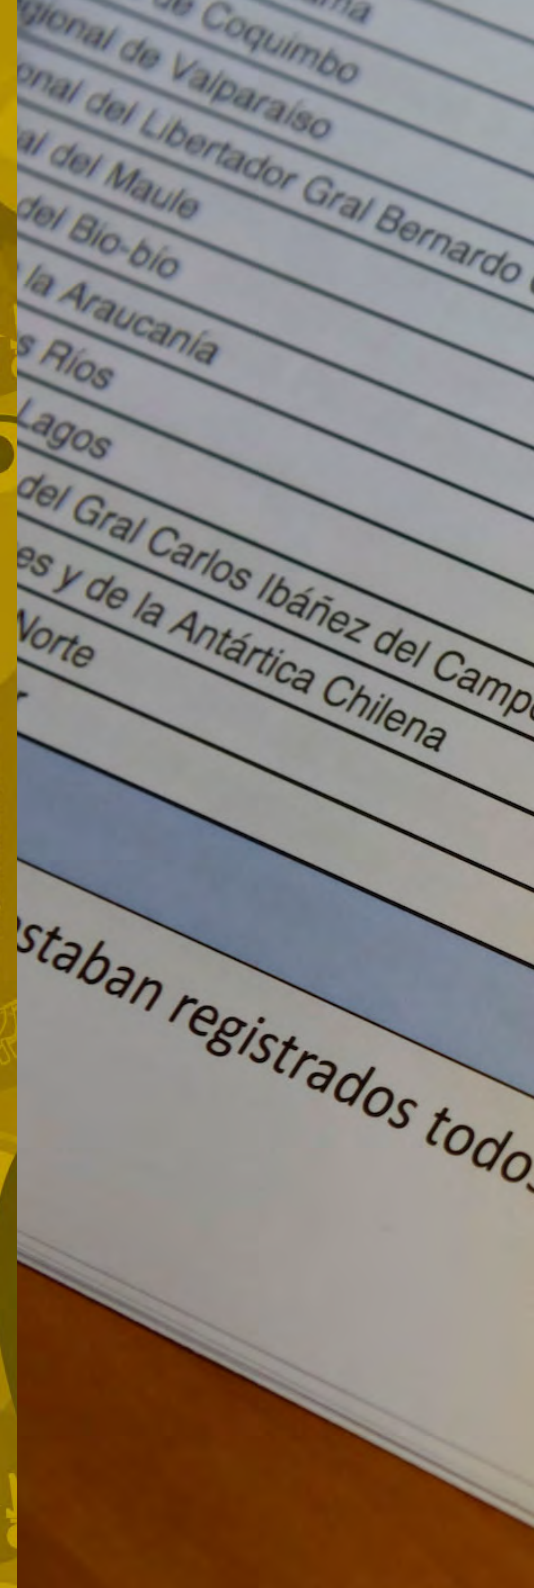 de Coquimbo
gional de Valparaíso
onal del Libertador Gral Bernardo
al del Maule
del Bio-bío
la Araucanía
s Ríos
Lagos
del Gral Carlos Ibáñez del Campo
es y de la Antártica Chilena
Norte
staban registrados todos